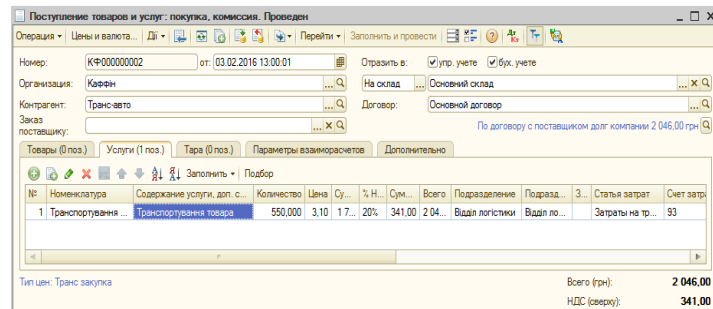 Поступление товаров и услуг: покупка, комиссия. Проведен
Операция Цены и валюта... Дії Перейти Заполнить и провести
Номер: КФ000000002 от: 03.02.2016 13:00:01 Отразить в: упр. учете бух. учете
Организация: Каффін На склад Основний склад
Контрагент: Транс-авто Договор: Основной договор
Заказ
поставщику: По договору с поставщиком долг компании 2 046,00 грн
Товары (0 поз.) Услуги (1 поз.) Тара (0 поз.) Параметры взаиморасчетов Дополнительно
Заполнить Подбор
№ Номенклатура Содержание услуги, доп. с... Количество Цена Су... % Н... Сум... Всего Подразделение Подразд... З... Статья затрат Счет затра
1 Транспортування ... Транспортування товара 550,000 3,10 1 7... 20% 341,00 2 04... Відділ логістики Відділ ло... Затраты на тр... 93
Тип цен: Транс закупка Всего (грн): 2 046,00
НДС (сверху): 341,00